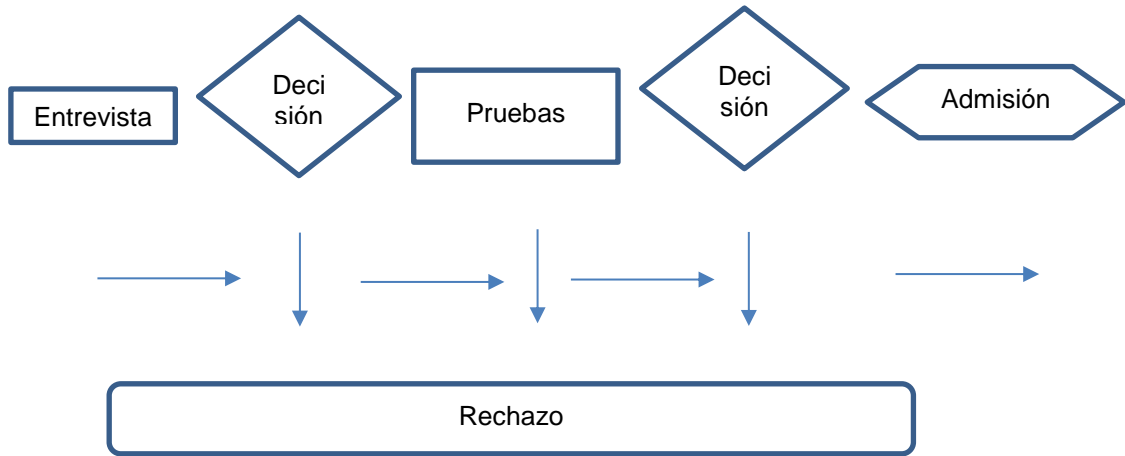 Entrevista
Deci
sión
Pruebas
Deci
sión
Admisión
Rechazo